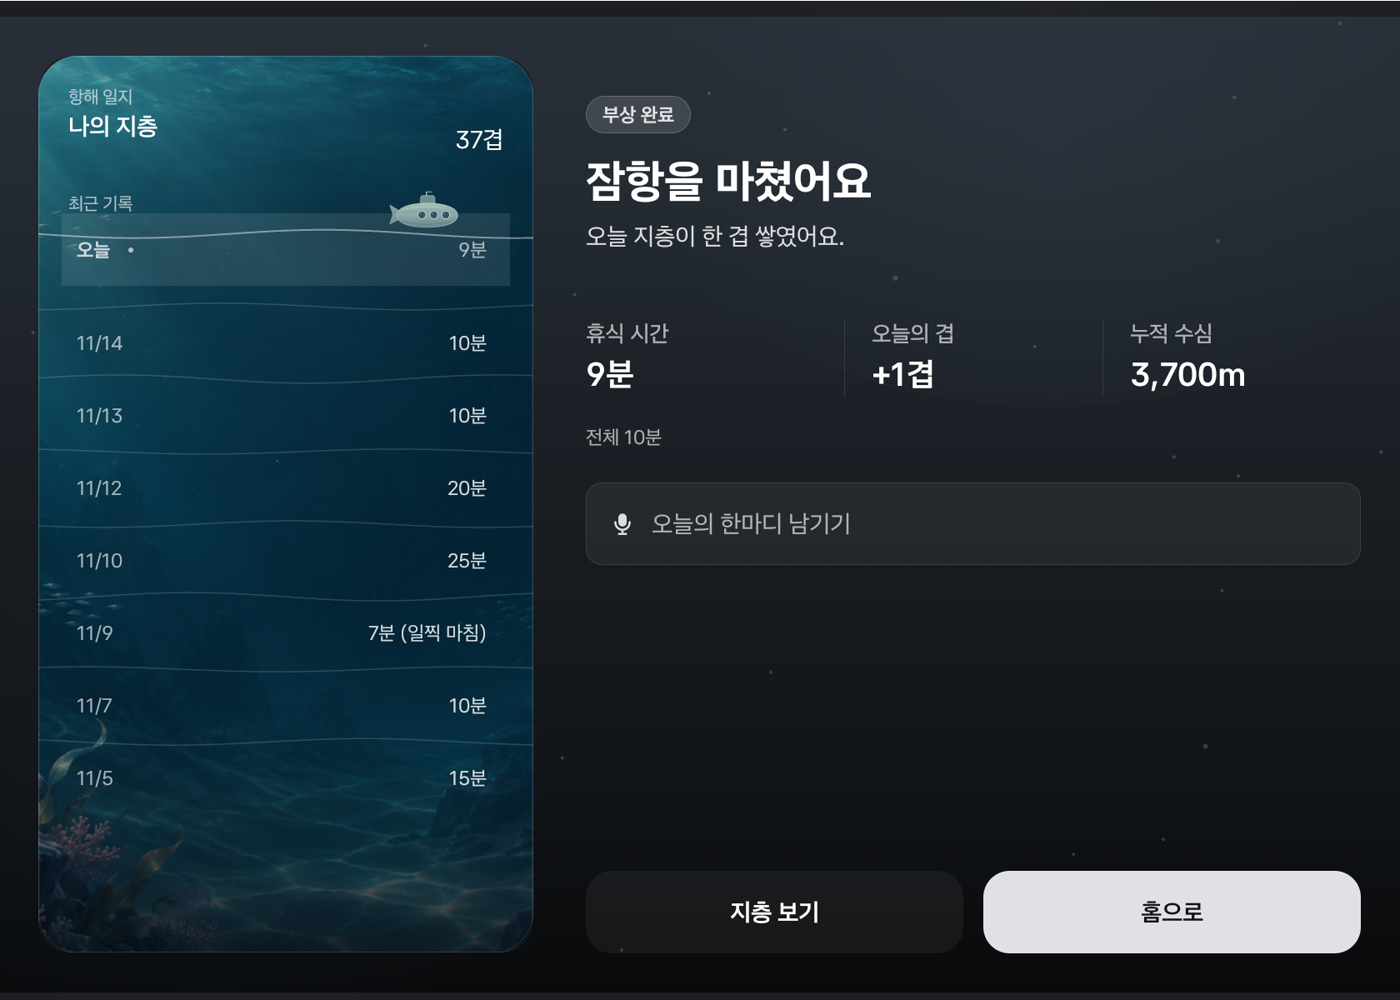 항해 일지
나의 지층
37겹
최근 기록
오늘 • 9분
11/14 10분
11/13 10분
11/12 20분
11/10 25분
11/9 7분 (일찍 마침)
11/7 10분
11/5 15분
부상 완료
잠항을 마쳤어요
오늘 지층이 한 겹 쌓였어요.
휴식 시간 오늘의 겹 누적 수심
9분 +1겹 3,700m
전체 10분
오늘의 한마디 남기기
지층 보기 홈으로